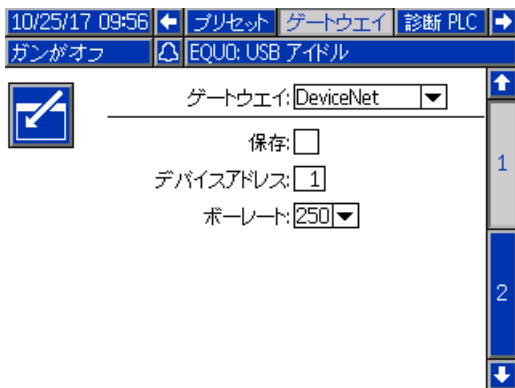 10/25/17 09:56 プリセット ゲートウェイ 診断 PLC
ガンがオフ EQU0: USB アイドル
ゲートウェイ: DeviceNet
保存:
1
デバイスアドレス: 1
ボーレート: 250
2